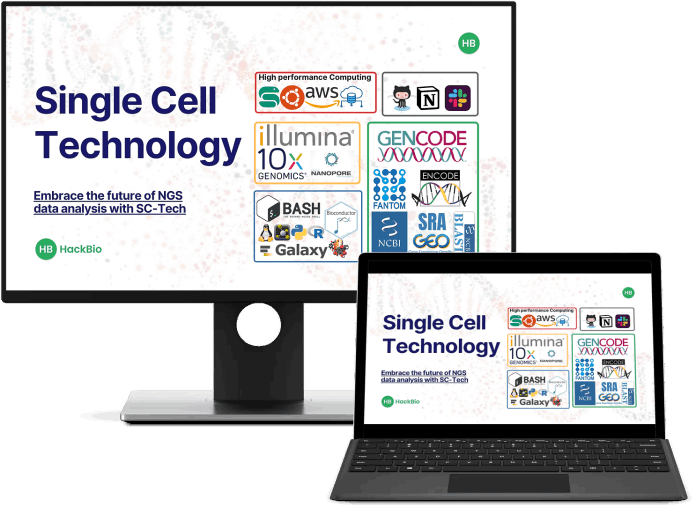 HB
Single Cell
Technology
Embrace the future of NGS
data analysis with SC-Tech
HB HackBio
High performance Computing
aws
N
illumina®
10x
GENOMICS®
NANOPORE
BASH
Bioconductor
R
Galaxy
GENCODE
FANTOM
ENCODE
NCBI
SRA
GEO
BLAST
HB
Single Cell
Technology
Embrace the future of NGS
data analysis with SC-Tech
HB HackBio
High performance Computing
aws
N
illumina®
10x
GENOMICS
NANOPORE
BASH
R
Galaxy
GENCODE
FANTOM
ENCODE
NCBI
SRA
GEO
BLAST